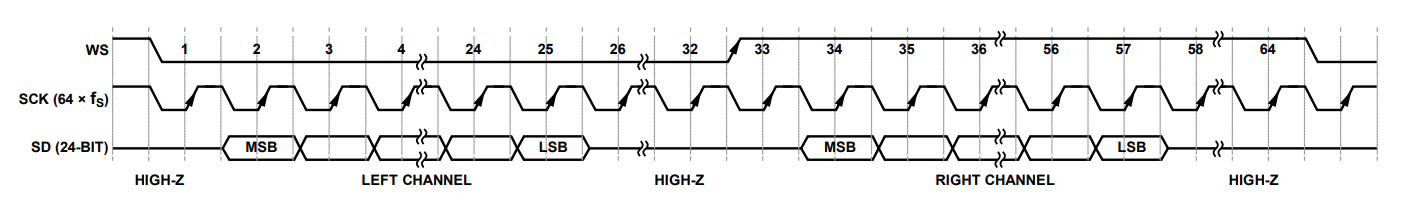 WS 1 2 3 4 24 25 26 32 33 34 35 36 56 57 58 64
SCK (64 × fS)
SD (24-BIT) MSB LSB MSB LSB
HIGH-Z LEFT CHANNEL HIGH-Z RIGHT CHANNEL HIGH-Z